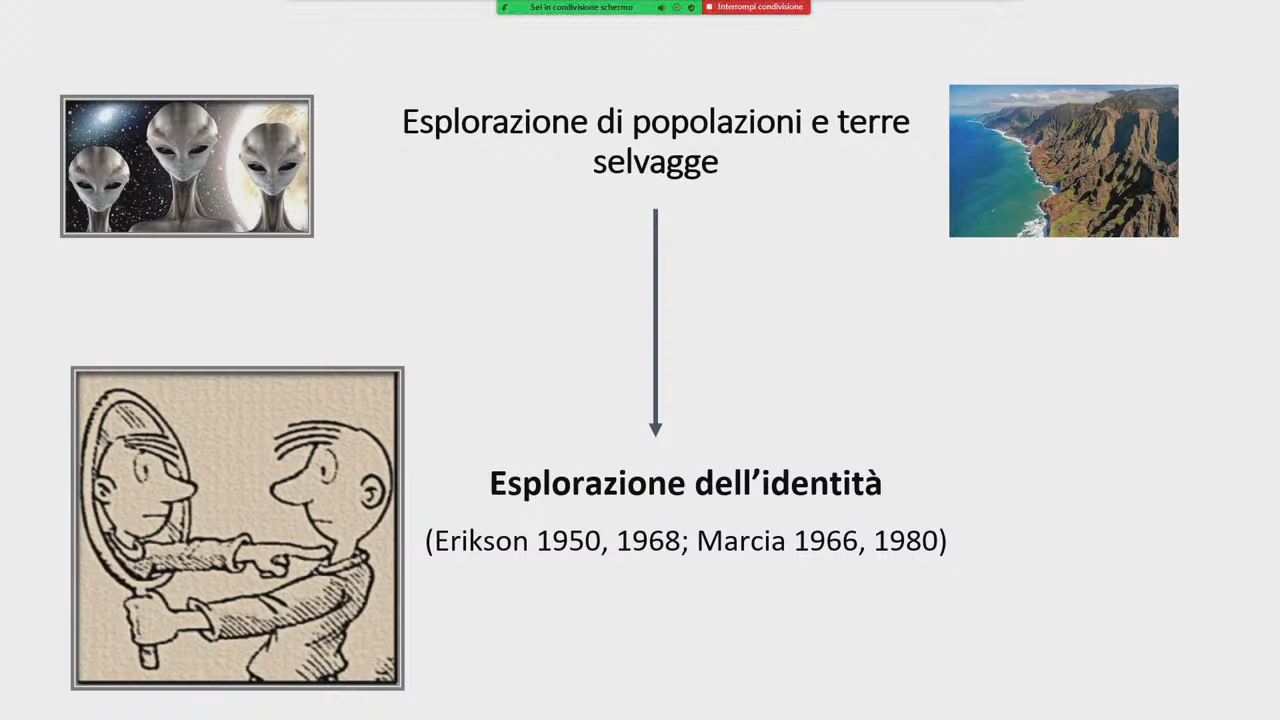 Sei in condivisione schermo
Interrompi condivisione
Esplorazione di popolazioni e terre
selvagge
Esplorazione dell’identità
(Erikson 1950, 1968; Marcia 1966, 1980)